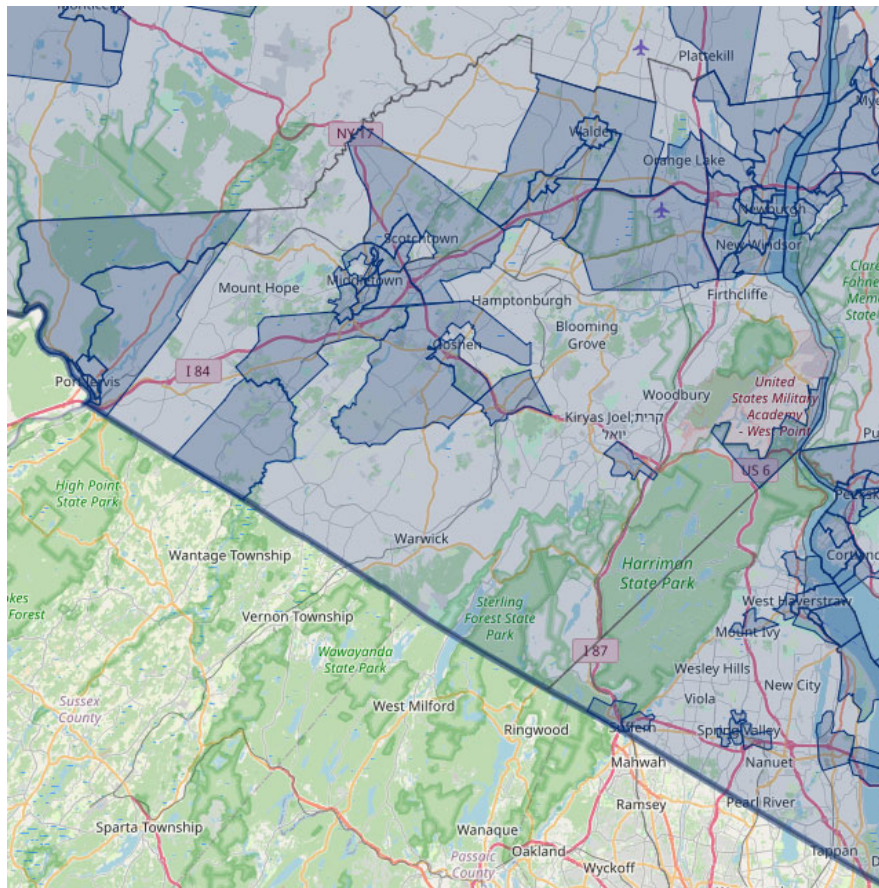 Plattekill
NY 17
Walden
Orange Lake
Newburgh
Scotchtown
New Windsor
Middletown
Mount Hope
Hamptonburgh
Firthcliffe
Blooming
Grove
Goshen
I 84
Port Jervis
United
States Military
Academy
- West Point
Woodbury
Kiryas Joel;קרית
יואל
US 6
High Point
State Park
Warwick
Wantage Township
Harriman
State Park
Sterling
Forest State
Park
West Haverstraw
Vernon Township
Mount Ivy
Wawayanda
State Park
I 87
Wesley Hills
Viola
New City
Sussex
County
West Milford
Ringwood
Suffern
Spring Valley
Nanuet
Mahwah
Ramsey
Pearl River
Sparta Township
Wanaque
Oakland
Tappan
Passaic
County
Wyckoff